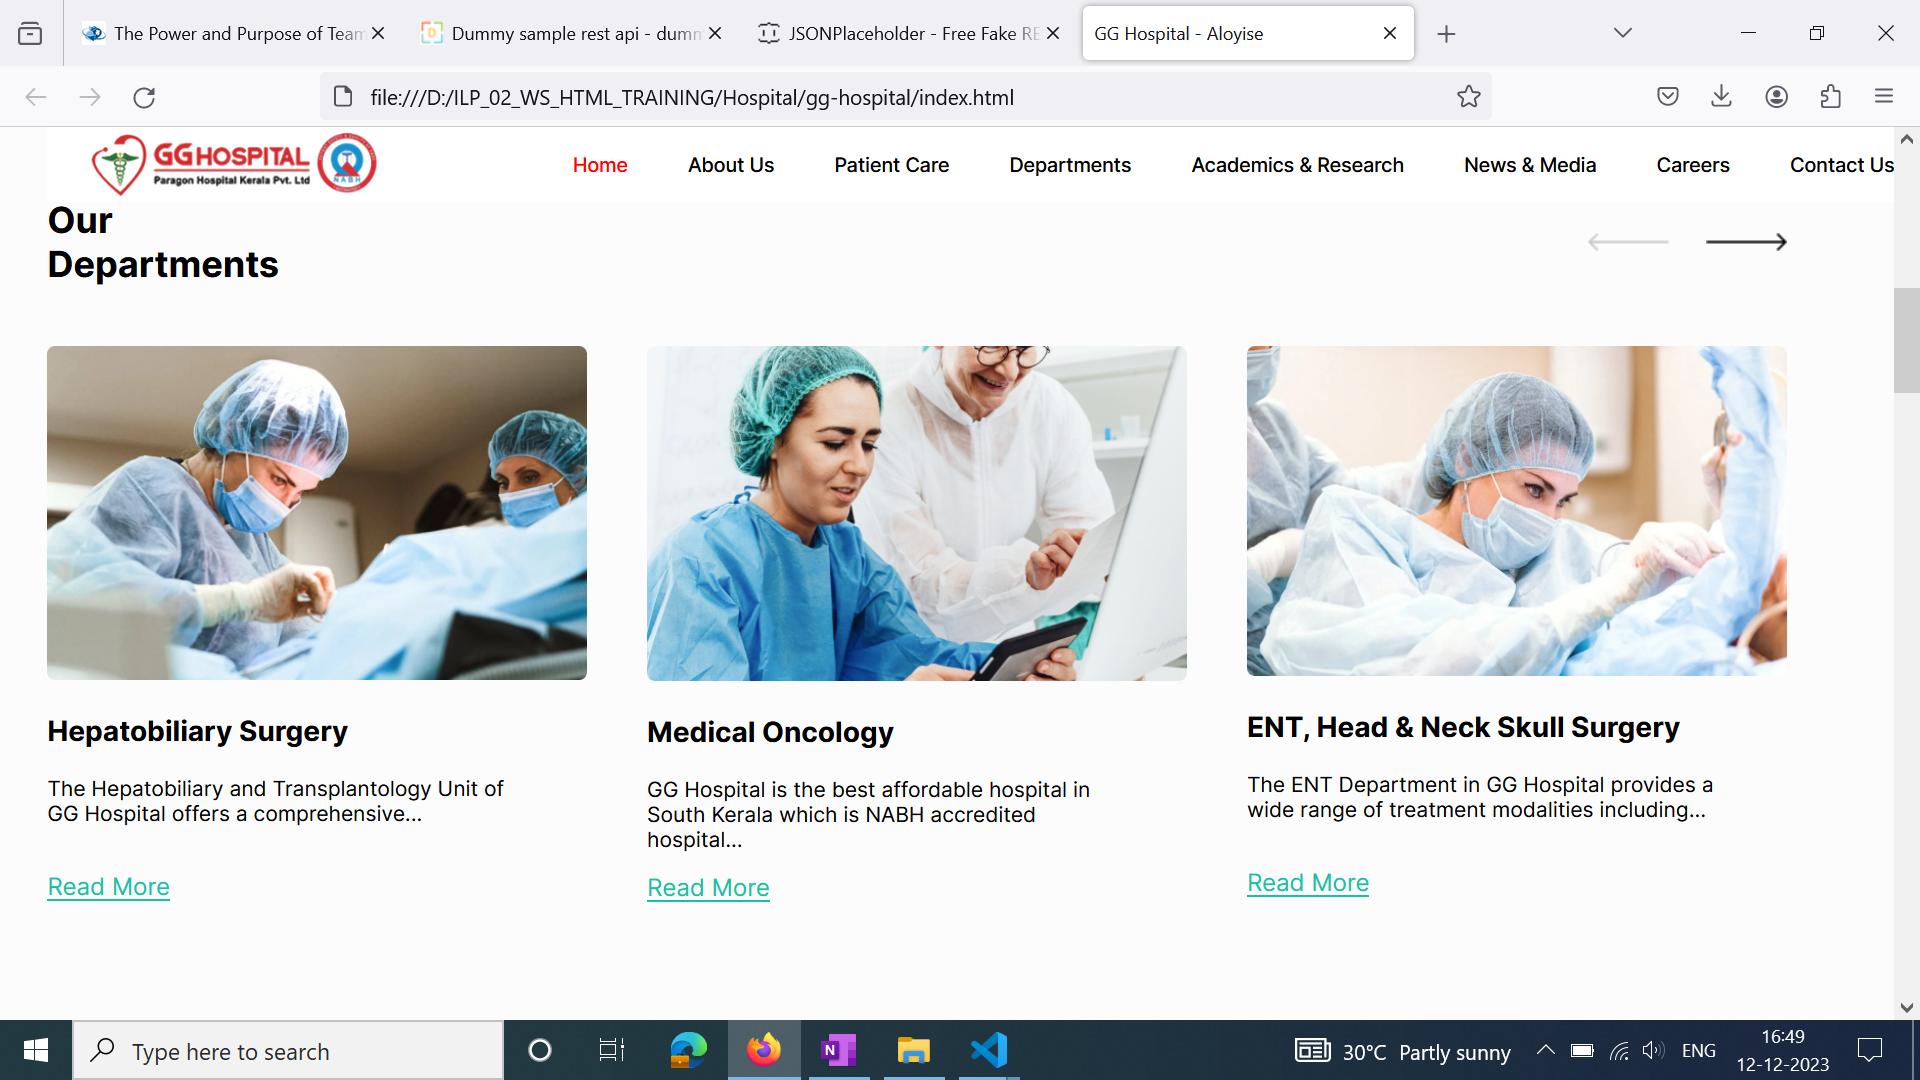 The Power and Purpose of Team
Dummy sample rest api - dumm
JSONPlaceholder - Free Fake RE
GG Hospital - Aloyise
file:///D:/ILP_02_WS_HTML_TRAINING/Hospital/gg-hospital/index.html
GG HOSPITAL
Paragon Hospital Kerala Pvt. Ltd
NABH
Home
About Us
Patient Care
Departments
Academics & Research
News & Media
Careers
Contact Us
Our
Departments
Hepatobiliary Surgery
The Hepatobiliary and Transplantology Unit of
GG Hospital offers a comprehensive...
Read More
Medical Oncology
GG Hospital is the best affordable hospital in
South Kerala which is NABH accredited
hospital...
Read More
ENT, Head & Neck Skull Surgery
The ENT Department in GG Hospital provides a
wide range of treatment modalities including...
Read More
Type here to search
N
30°C Partly sunny
ENG
16:49
12-12-2023